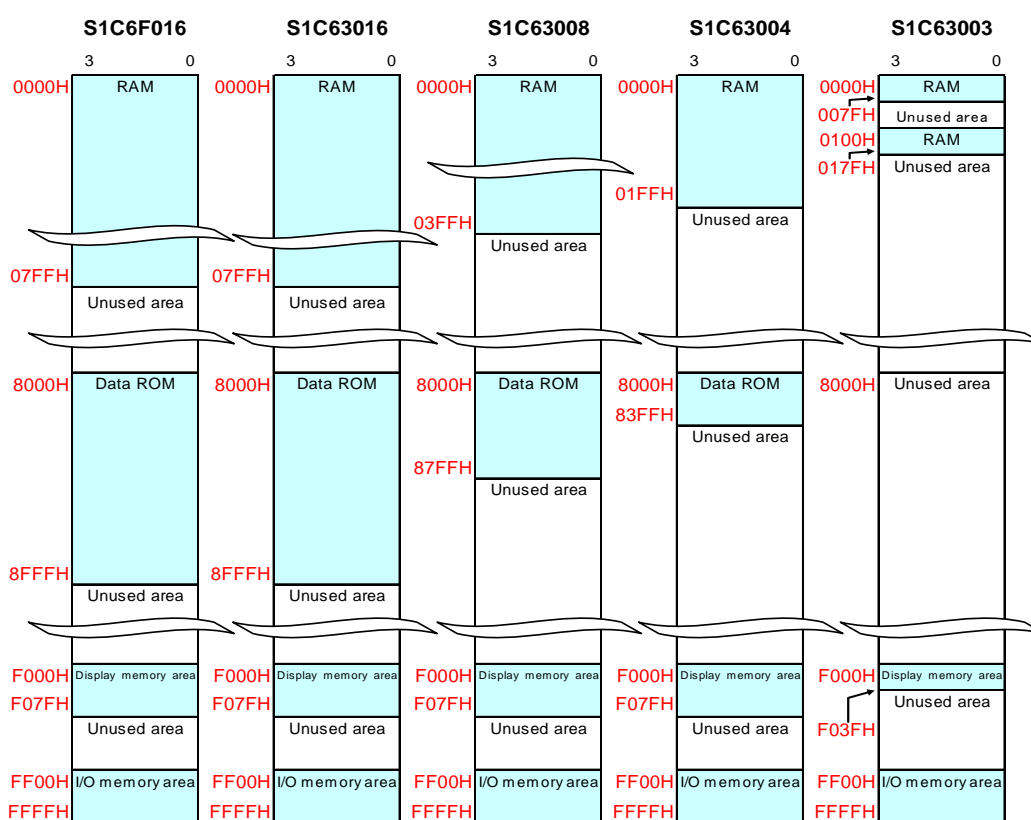 S1C6F016 S1C63016 S1C63008 S1C63004 S1C63003
3 0 3 0 3 0 3 0 3 0
0000H RAM 0000H RAM 0000H RAM 0000H RAM 0000H RAM
007FH Unused area
0100H RAM
017FH Unused area
01FFH
Unused area
03FFH
Unused area
07FFH 07FFH
Unused area Unused area
8000H Data ROM 8000H Data ROM 8000H Data ROM 8000H Data ROM 8000H Unused area
83FFH
Unused area
87FFH
Unused area
8FFFH 8FFFH
Unused area Unused area
F000H Display memory area F000H Display memory area F000H Display memory area F000H Display memory area F000H Display memory area
F07FH F07FH F07FH F07FH Unused area
Unused area Unused area Unused area Unused area F03FH
FF00H I/O memory area FF00H I/O memory area FF00H I/O memory area FF00H I/O memory area FF00H I/O memory area
FFFFH FFFFH FFFFH FFFFH FFFFH